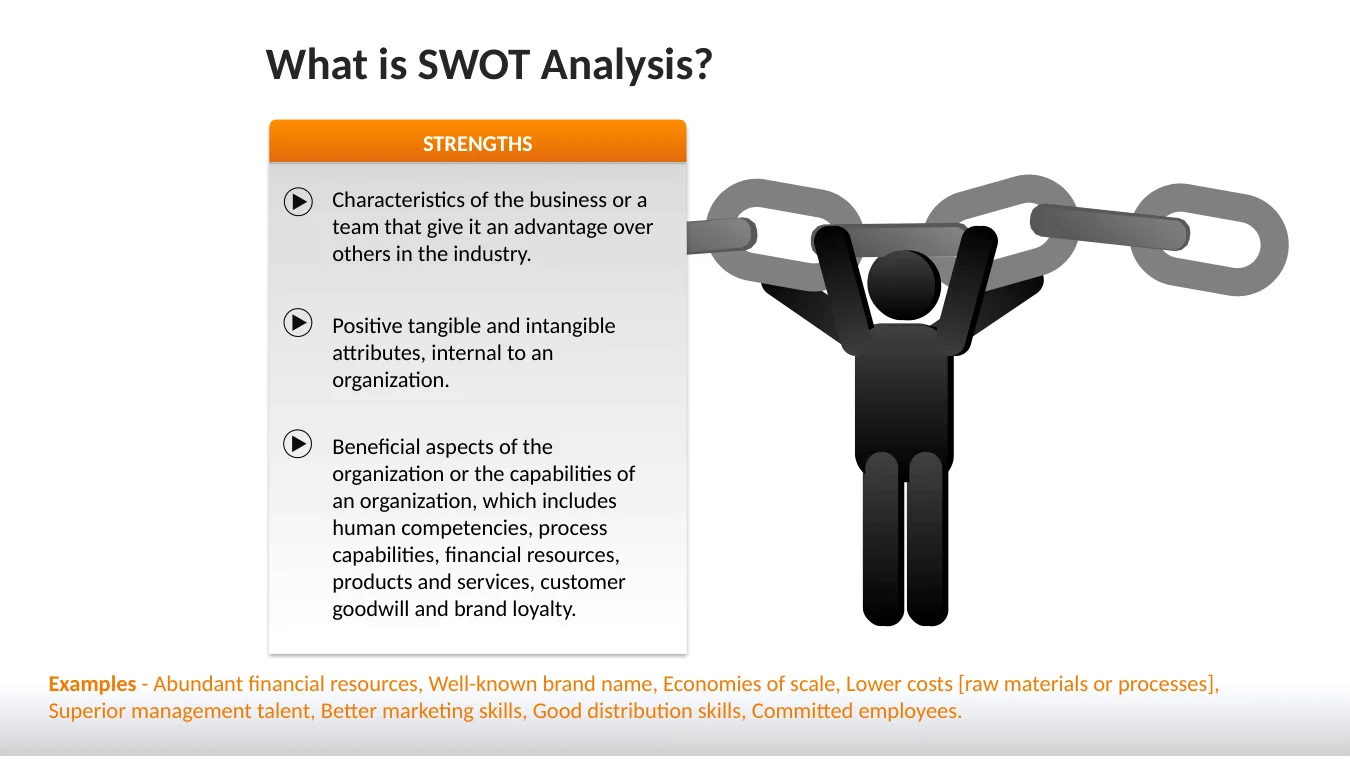 What is SWOT Analysis?
STRENGTHS
Characteristics of the business or a
team that give it an advantage over
others in the industry.
Positive tangible and intangible
attributes, internal to an
organization.
Beneficial aspects of the
organization or the capabilities of
an organization, which includes
human competencies, process
capabilities, financial resources,
products and services, customer
goodwill and brand loyalty.
Examples - Abundant financial resources, Well-known brand name, Economies of scale, Lower costs [raw materials or processes],
Superior management talent, Better marketing skills, Good distribution skills, Committed employees.